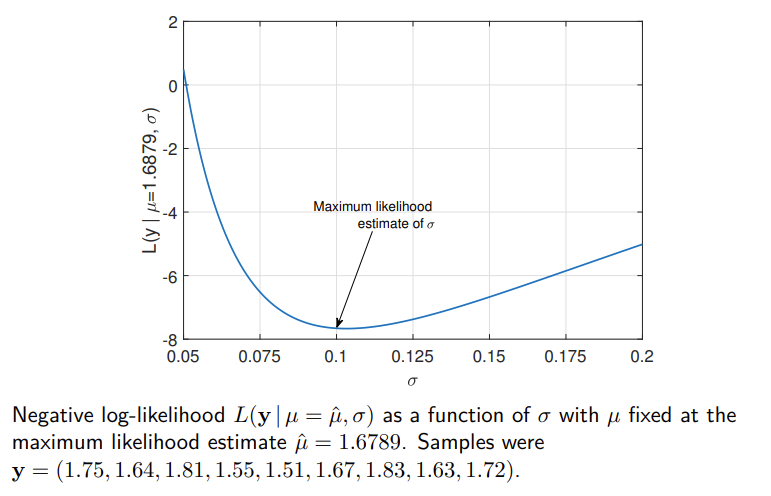 2
0
-2
-4
-6
-8
L(y | μ=1.6879, σ)
Maximum likelihood
estimate of σ
0.05 0.075 0.1 0.125 0.15 0.175 0.2
σ
Negative log-likelihood L(y | μ = μ̂, σ) as a function of σ with μ fixed at the
maximum likelihood estimate μ̂ = 1.6789. Samples were
y = (1.75, 1.64, 1.81, 1.55, 1.51, 1.67, 1.83, 1.63, 1.72).